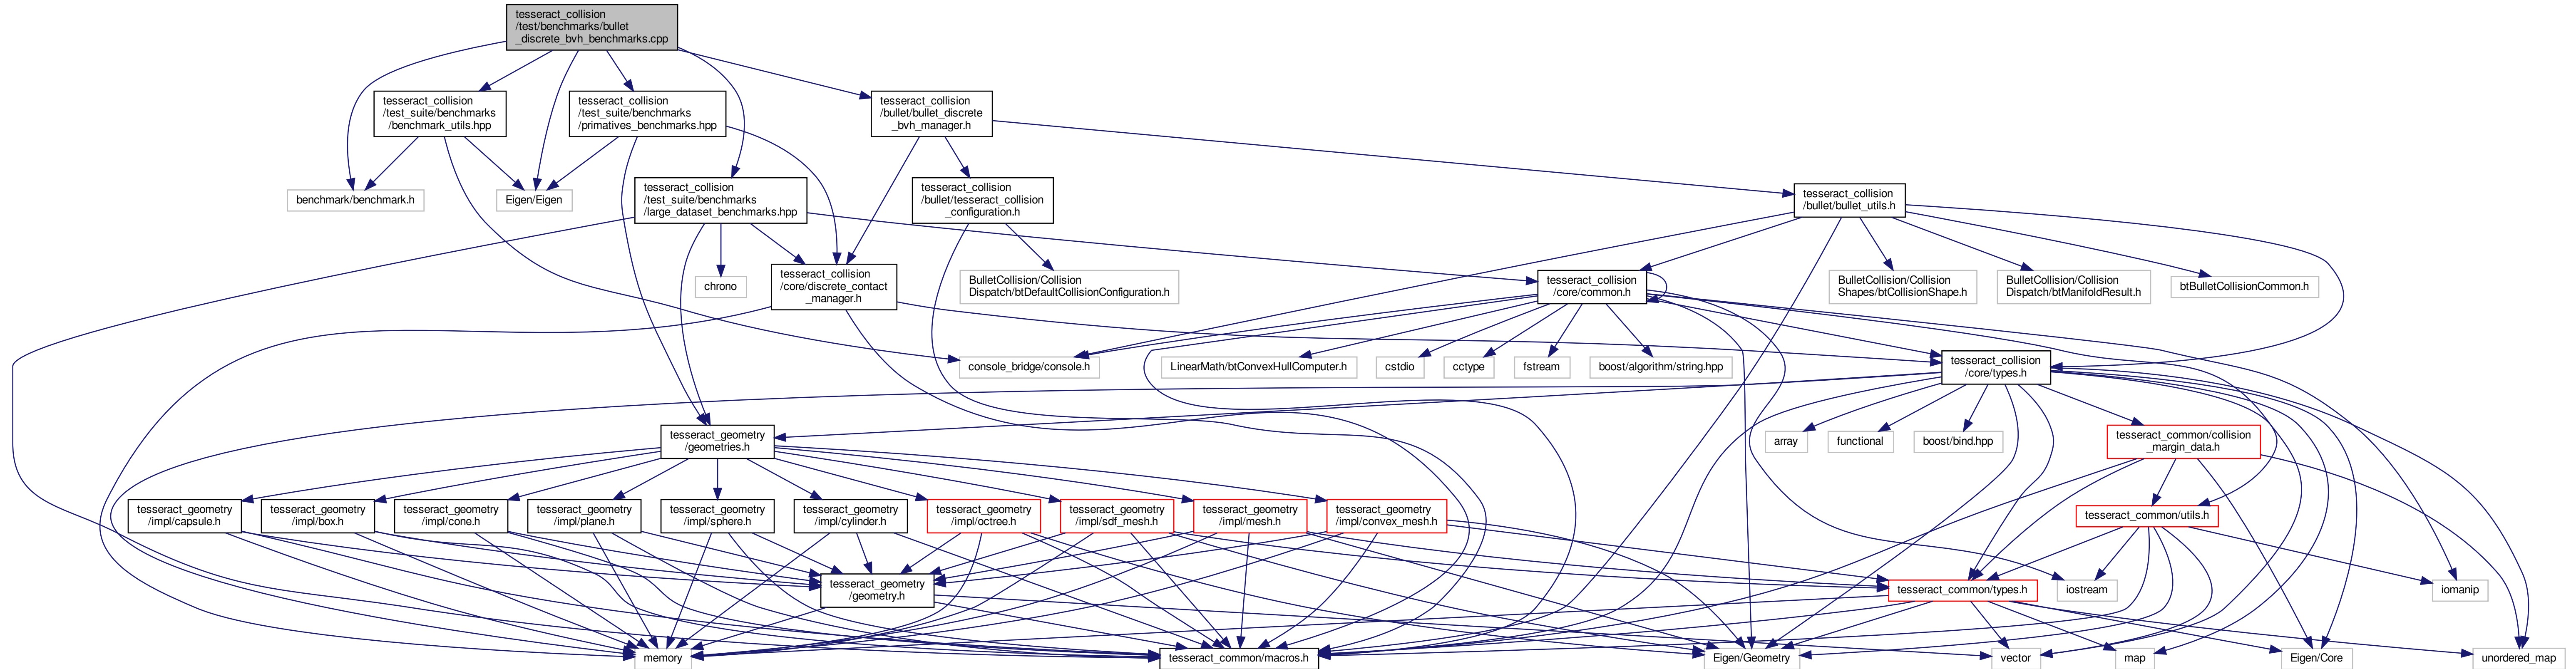 tesseract_collision
/test/benchmarks/bullet
_discrete_bvh_benchmarks.cpp
tesseract_collision
/test_suite/benchmarks
/benchmark_utils.hpp
tesseract_collision
/test_suite/benchmarks
/primatives_benchmarks.hpp
tesseract_collision
/bullet/bullet_discrete
_bvh_manager.h
benchmark/benchmark.h
Eigen/Eigen
tesseract_collision
/test_suite/benchmarks
/large_dataset_benchmarks.hpp
tesseract_collision
/bullet/tesseract_collision
_configuration.h
tesseract_collision
/bullet/bullet_utils.h
chrono
tesseract_collision
/core/discrete_contact
_manager.h
BulletCollision/Collision
Dispatch/btDefaultCollisionConfiguration.h
tesseract_collision
/core/common.h
BulletCollision/Collision
Shapes/btCollisionShape.h
BulletCollision/Collision
Dispatch/btManifoldResult.h
btBulletCollisionCommon.h
console_bridge/console.h
LinearMath/btConvexHullComputer.h
cstdio
cctype
fstream
boost/algorithm/string.hpp
tesseract_collision
/core/types.h
tesseract_geometry
/geometries.h
array
functional
boost/bind.hpp
tesseract_common/collision
_margin_data.h
tesseract_geometry
/impl/capsule.h
tesseract_geometry
/impl/box.h
tesseract_geometry
/impl/cone.h
tesseract_geometry
/impl/plane.h
tesseract_geometry
/impl/sphere.h
tesseract_geometry
/impl/cylinder.h
tesseract_geometry
/impl/octree.h
tesseract_geometry
/impl/sdf_mesh.h
tesseract_geometry
/impl/mesh.h
tesseract_geometry
/impl/convex_mesh.h
tesseract_common/utils.h
tesseract_geometry
/geometry.h
tesseract_common/types.h
iostream
iomanip
memory
tesseract_common/macros.h
Eigen/Geometry
vector
map
Eigen/Core
unordered_map